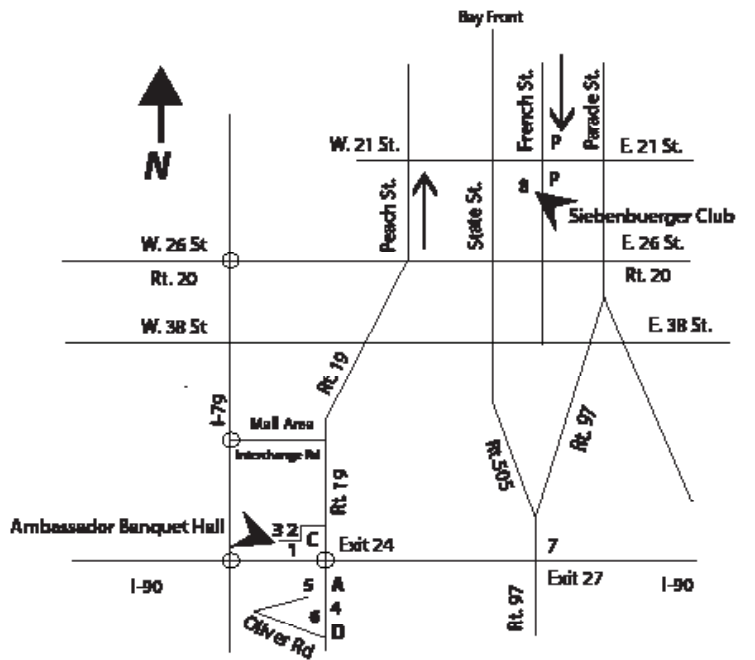 Bay Front
French St.
Parade St.
P
W. 21 St.
E. 21 St.
N
P
a
Peach St.
State St.
Siebenbuerger Club
W. 26 St
E. 26 St.
Rt. 20
Rt. 20
W. 38 St
E. 38 St.
Rt. 19
I-79
Mall Area
Interchange Rd
Rt. 97
Rt. 505
Rt. 19
Ambassador Banquet Hall
3 2
C
1
Exit 24
7
I-90
5
A
Exit 27
I-90
4
6
D
Oliver Rd
Rt. 97